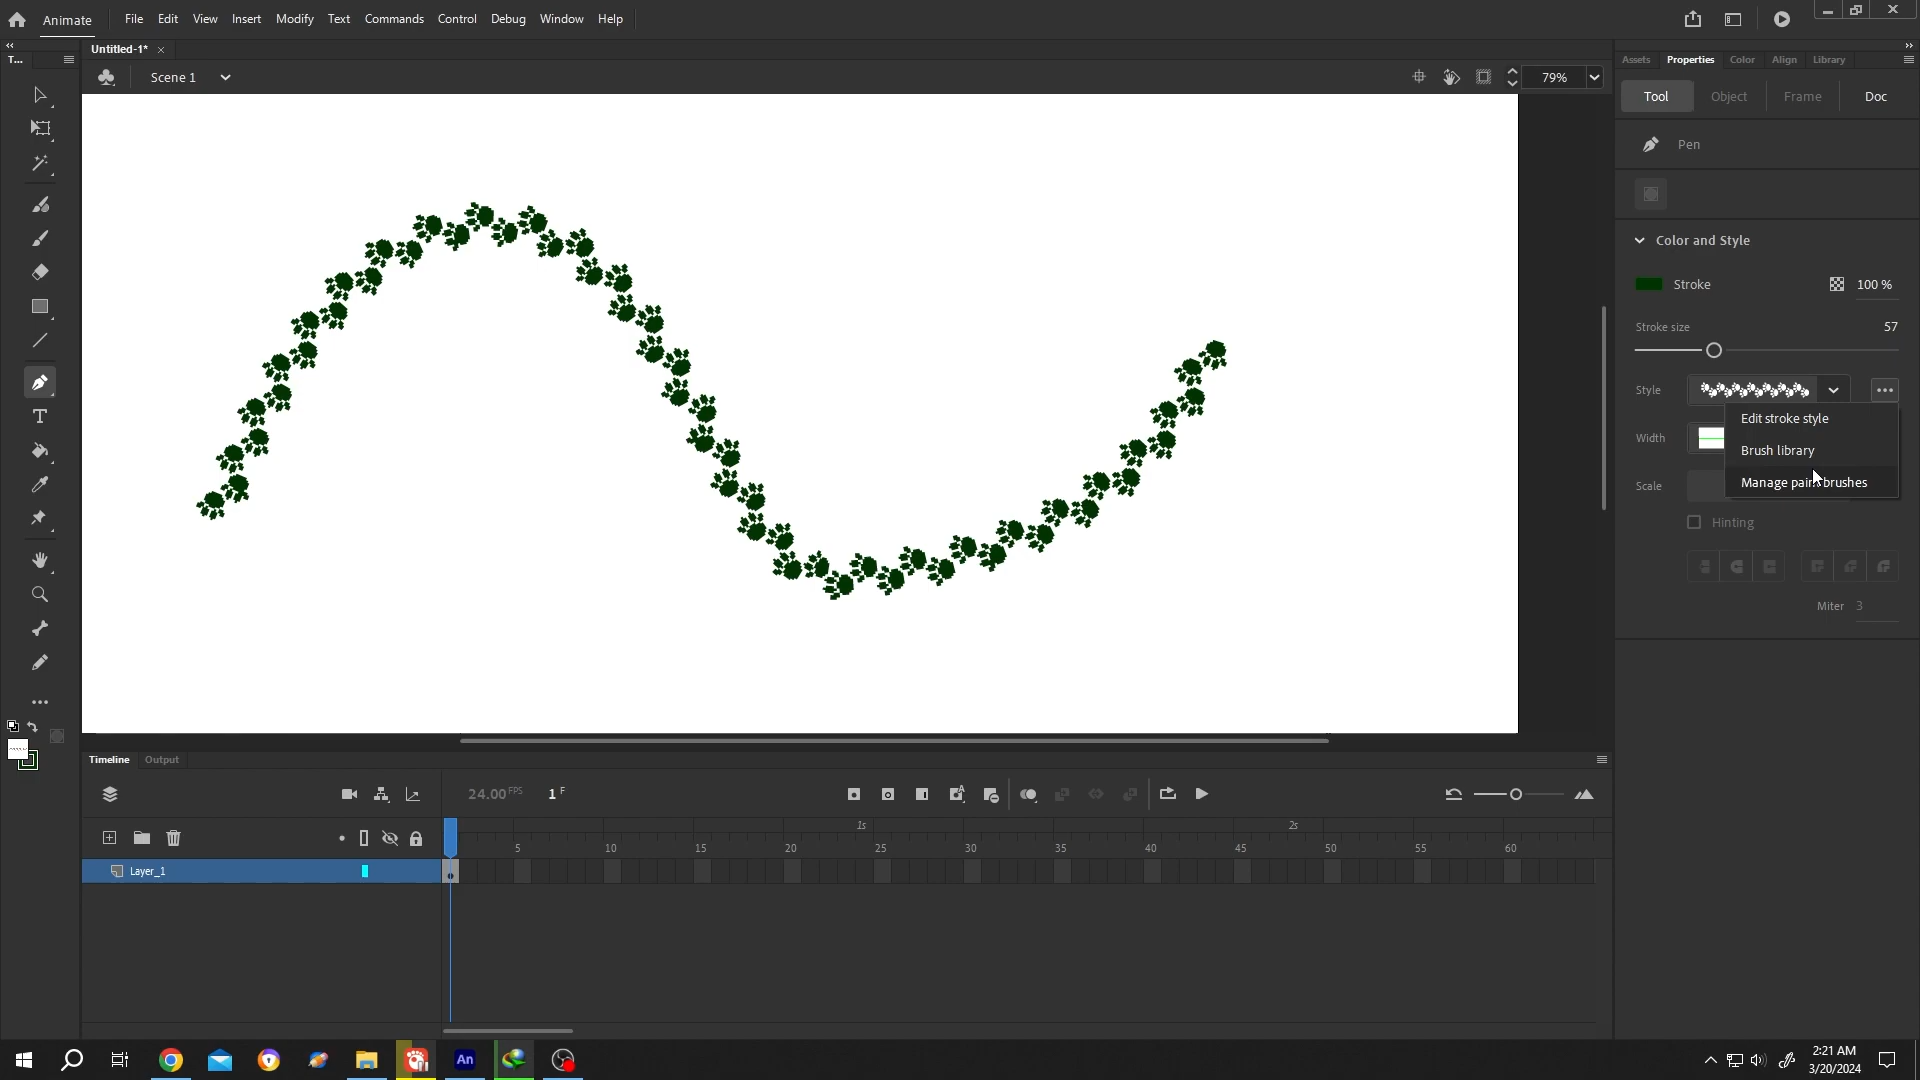 Animate File Edit View Insert Modify Text Commands Control Debug Window Help
T...
Untitled-1*
Scene 1
79%
Assets Properties Color Align Library
Tool Object Frame Doc
Pen
Color and Style
Stroke 100 %
Stroke size 57
Style
Edit stroke style
Width
Brush library
Scale
Manage paint brushes
Hinting
Miter 3
Timeline Output
24.00 FPS 1 F
1s 2s
5 10 15 20 25 30 35 40 45 50 55 60
Layer_1
An
2:21 AM
3/20/2024